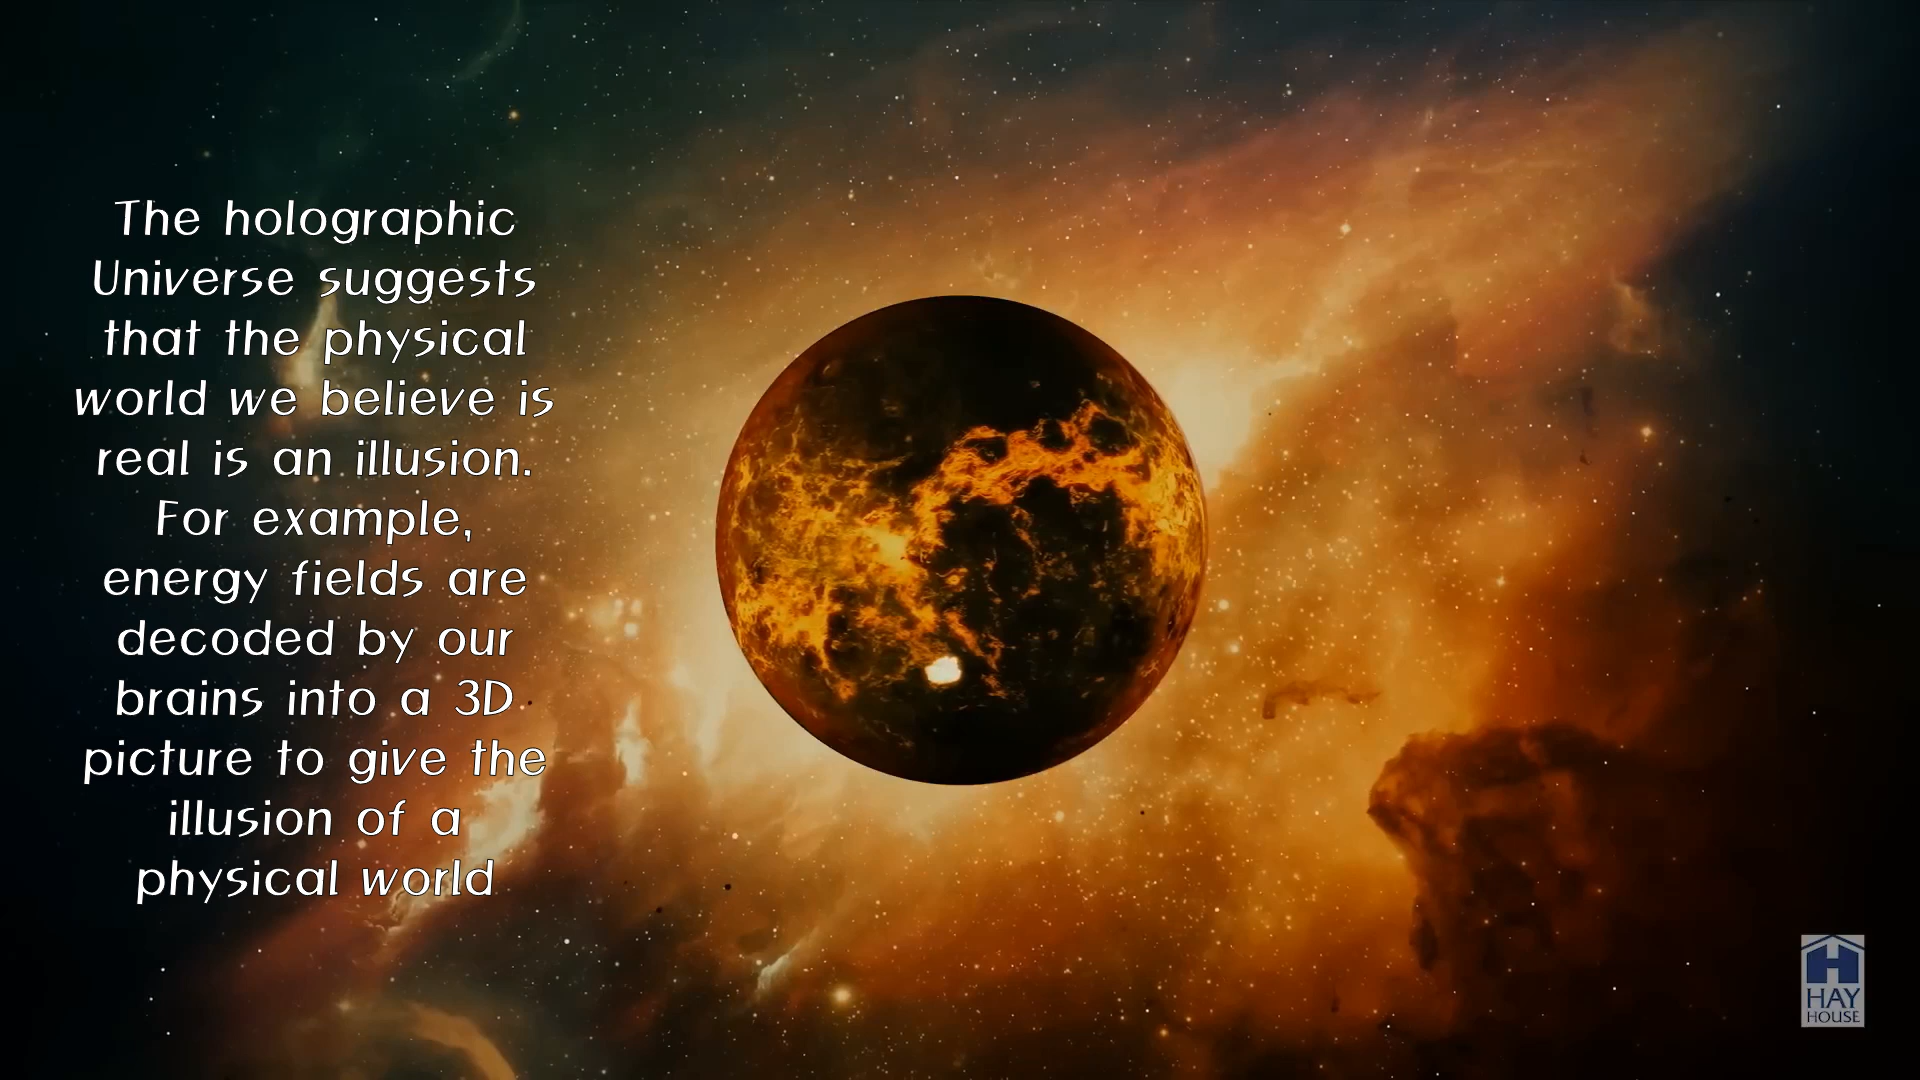 The holographic
Universe suggests
that the physical
world we believe is
real is an illusion.
For example,
energy fields are
decoded by our
brains into a 3D
picture to give the
illusion of a
physical world
HAY
HOUSE